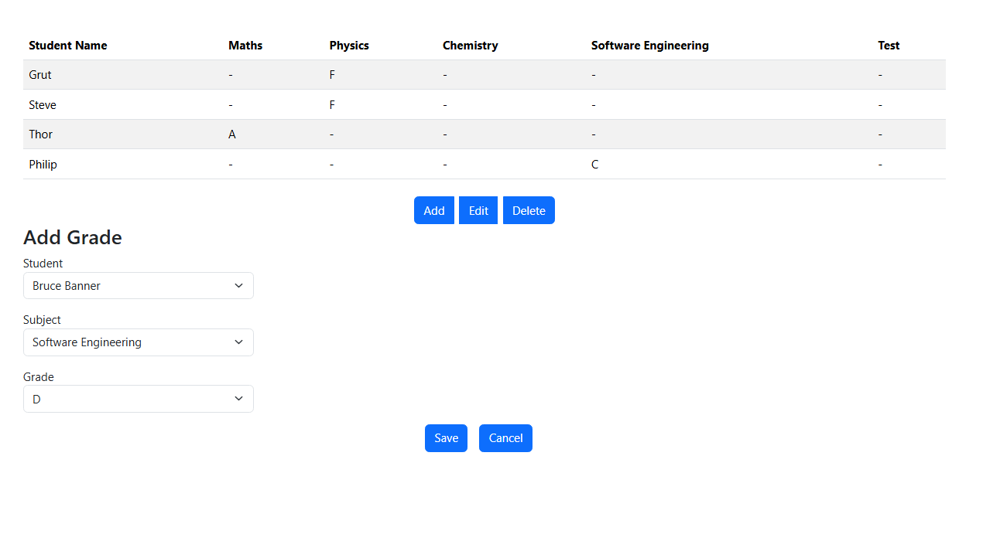 Student Name Maths Physics Chemistry Software Engineering Test
Grut - F - - -
Steve - F - - -
Thor A - - - -
Philip - - - C -
Add Edit Delete
Add Grade
Student
Bruce Banner
Subject
Software Engineering
Grade
D
Save Cancel